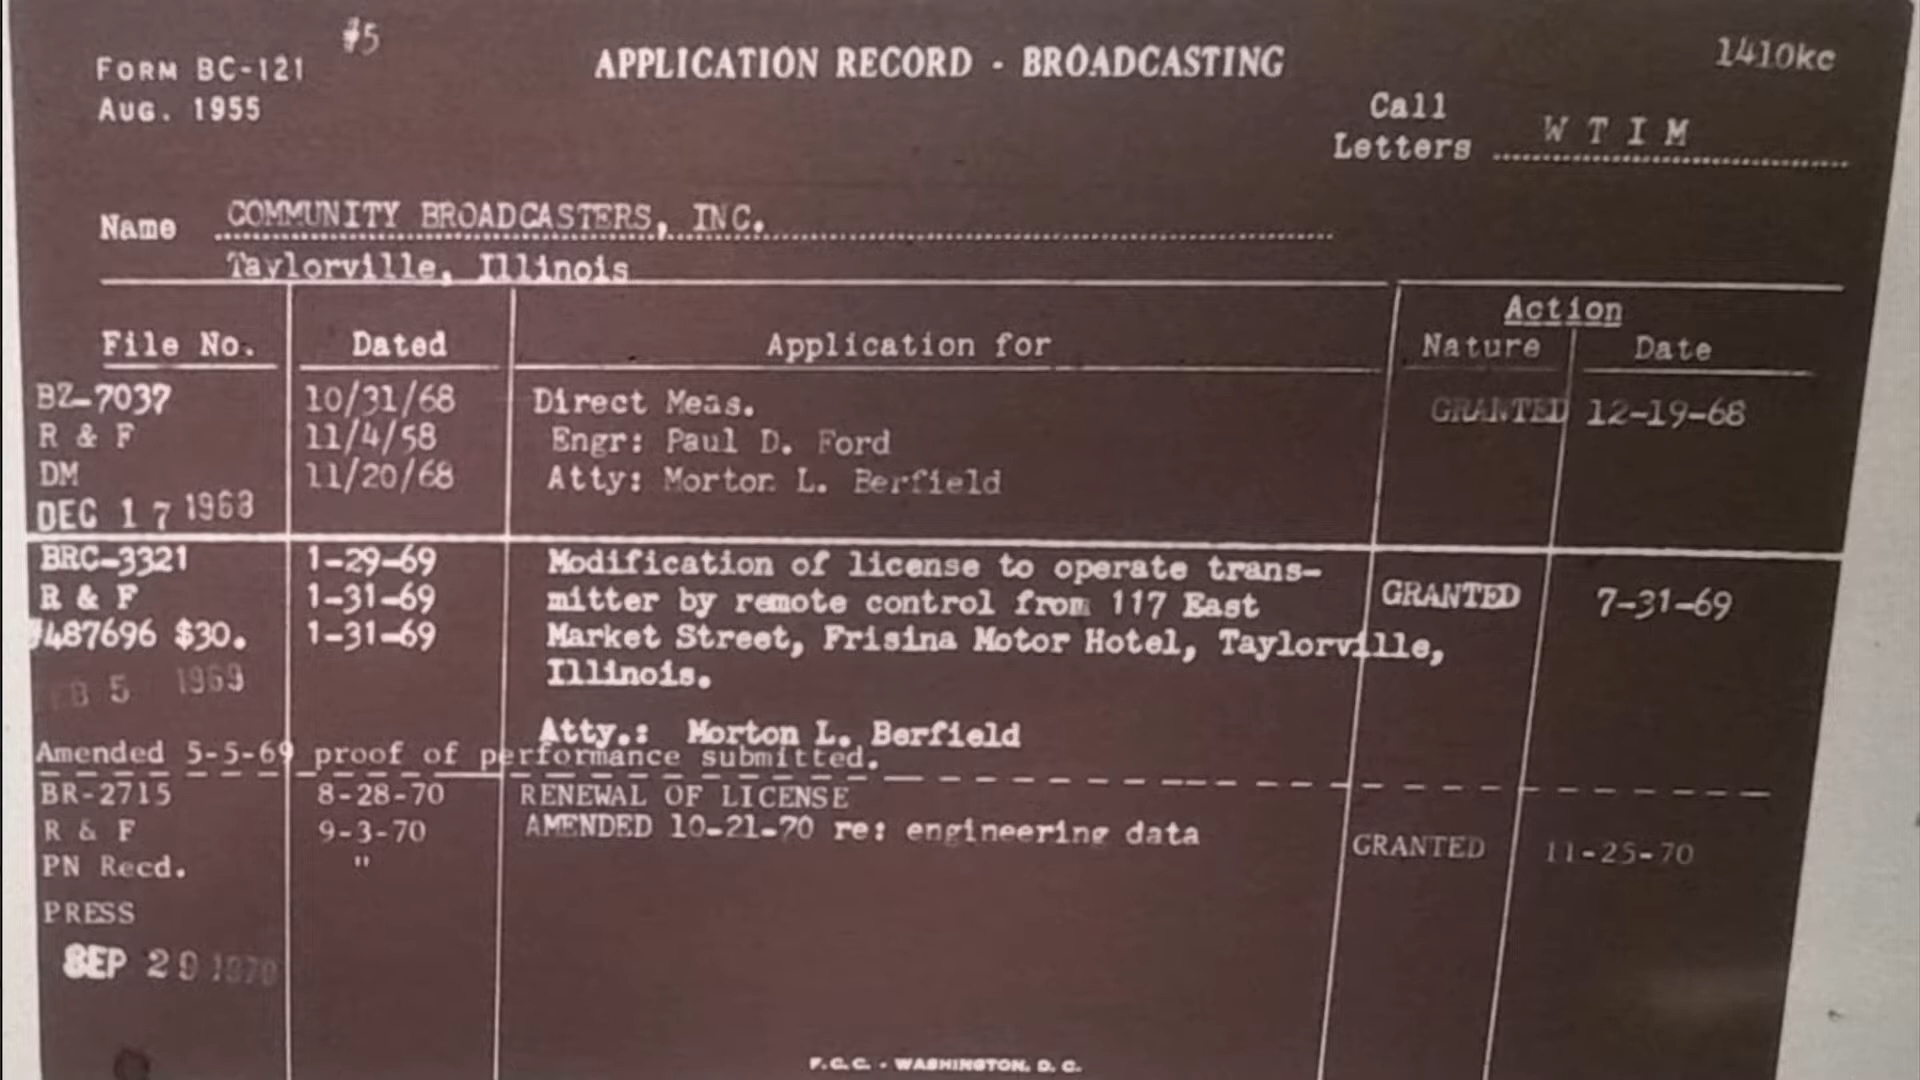 #5
FORM BC-121
AUG. 1955
APPLICATION RECORD - BROADCASTING
1410kc
Call Letters WTIM
Name COMMUNITY BROADCASTERS, INC.
Taylorville, Illinois
Action
File No. Dated Application for Nature Date
BZ-7037 10/31/68 Direct Meas. GRANTED 12-19-68
R & F 11/4/58 Engr: Paul D. Ford
DM 11/20/68 Atty: Morton L. Berfield
DEC 17 1968
BRC-3321 1-29-69 Modification of license to operate trans-
R & F 1-31-69 mitter by remote control from 117 East GRANTED 7-31-69
#487696 $30. 1-31-69 Market Street, Frisina Motor Hotel, Taylorville,
5 1969 Illinois.
Atty.: Morton L. Berfield
Amended 5-5-69 proof of performance submitted.
BR-2715 8-28-70 RENEWAL OF LICENSE
R & F 9-3-70 AMENDED 10-21-70 re: engineering data GRANTED 11-25-70
PN Recd. "
PRESS
SEP 29 1970
F.C.C. - WASHINGTON, D. C.